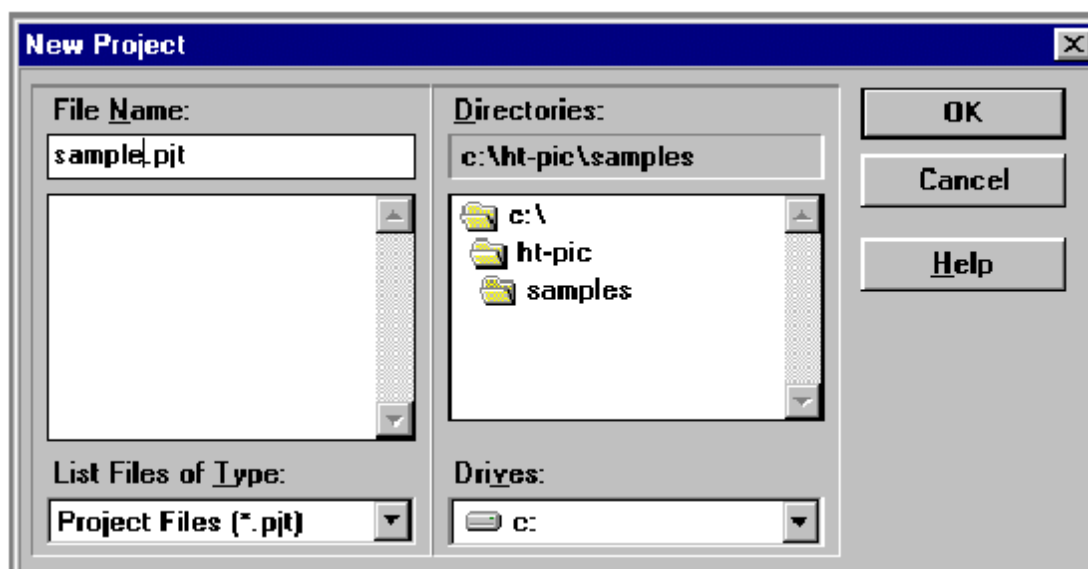 New Project
File Name:
sample.pjt
List Files of Type:
Project Files (*.pjt)
Directories:
c:\ht-pic\samples
c:\
ht-pic
samples
Drives:
c:
OK
Cancel
Help